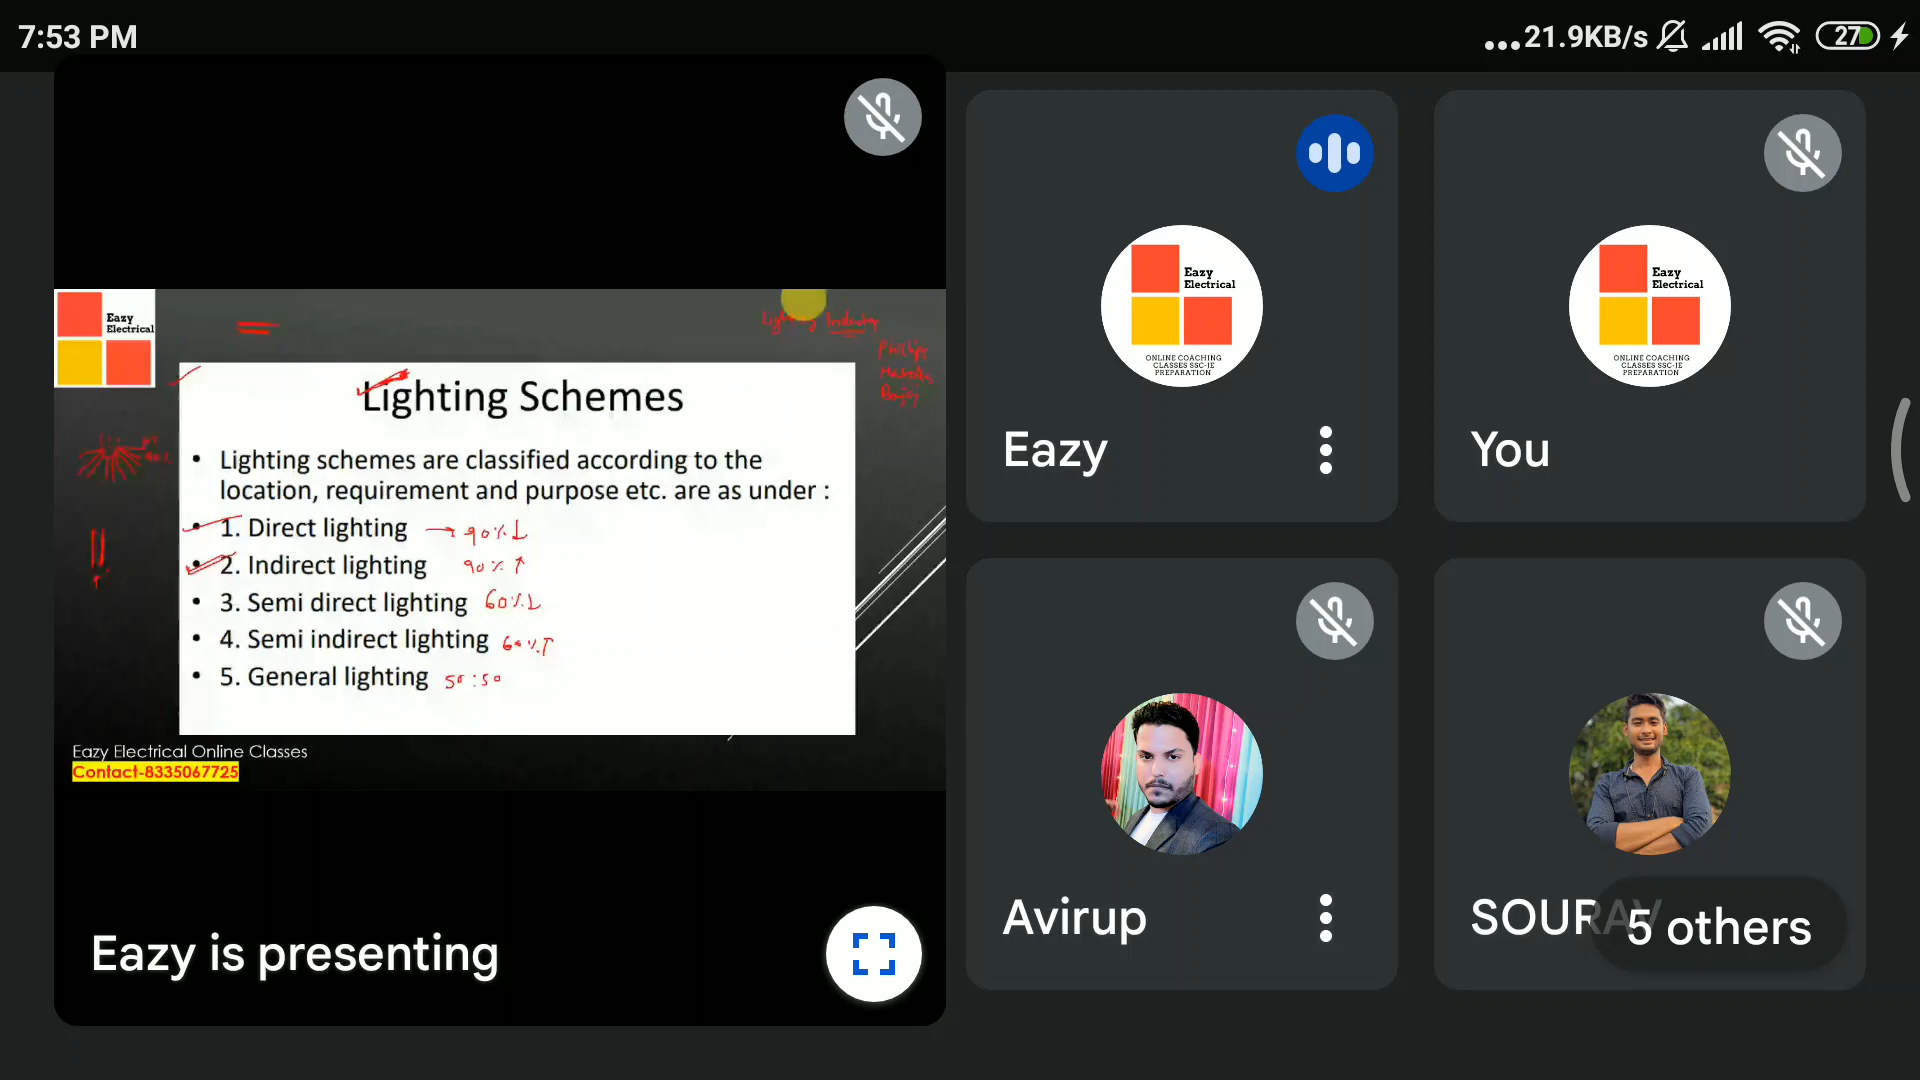 7:53 PM
...21.9KB/s
27
Eazy
Electrical
Lighting Indus
Philips
Lighting Schemes
• Lighting schemes are classified according to the
location, requirement and purpose etc. are as under :
• 1. Direct lighting → 90% ↓
• 2. Indirect lighting 90% ↑
• 3. Semi direct lighting 60% ↓
• 4. Semi indirect lighting 60% ↑
• 5. General lighting 50:50
Eazy Electrical Online Classes
Contact-8335067725
Eazy is presenting
Eazy
Electrical
ONLINE COACHING
CLASSES SSC-JE
PREPARATION
Eazy
Eazy
Electrical
ONLINE COACHING
CLASSES SSC-JE
PREPARATION
You
Avirup
SOURAV
5 others